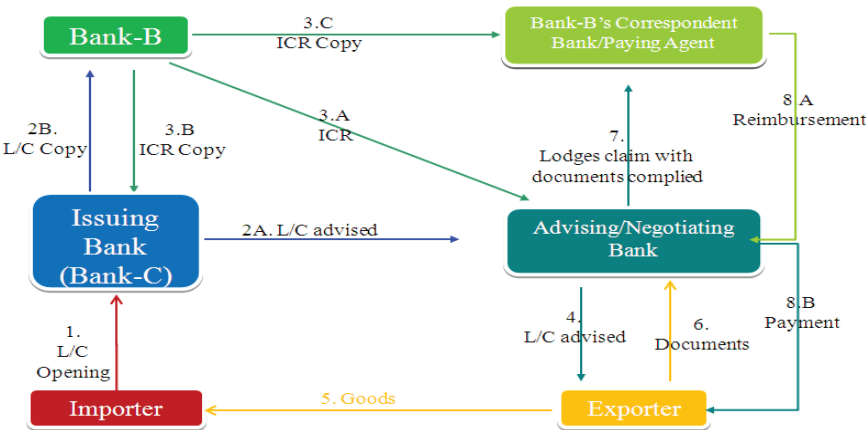 3.C
ICR Copy
Bank-B
Bank-B's Correspondent
Bank/Paying Agent
2B.
L/C Copy
3.B
ICR Copy
3.A
ICR
7.
Lodges claim with
documents complied
8.A
Reimbursement
Issuing
Bank
(Bank-C)
2A. L/C advised
Advising/Negotiating
Bank
1.
L/C
Opening
4.
L/C advised
6.
Documents
8.B
Payment
Importer
5. Goods
Exporter